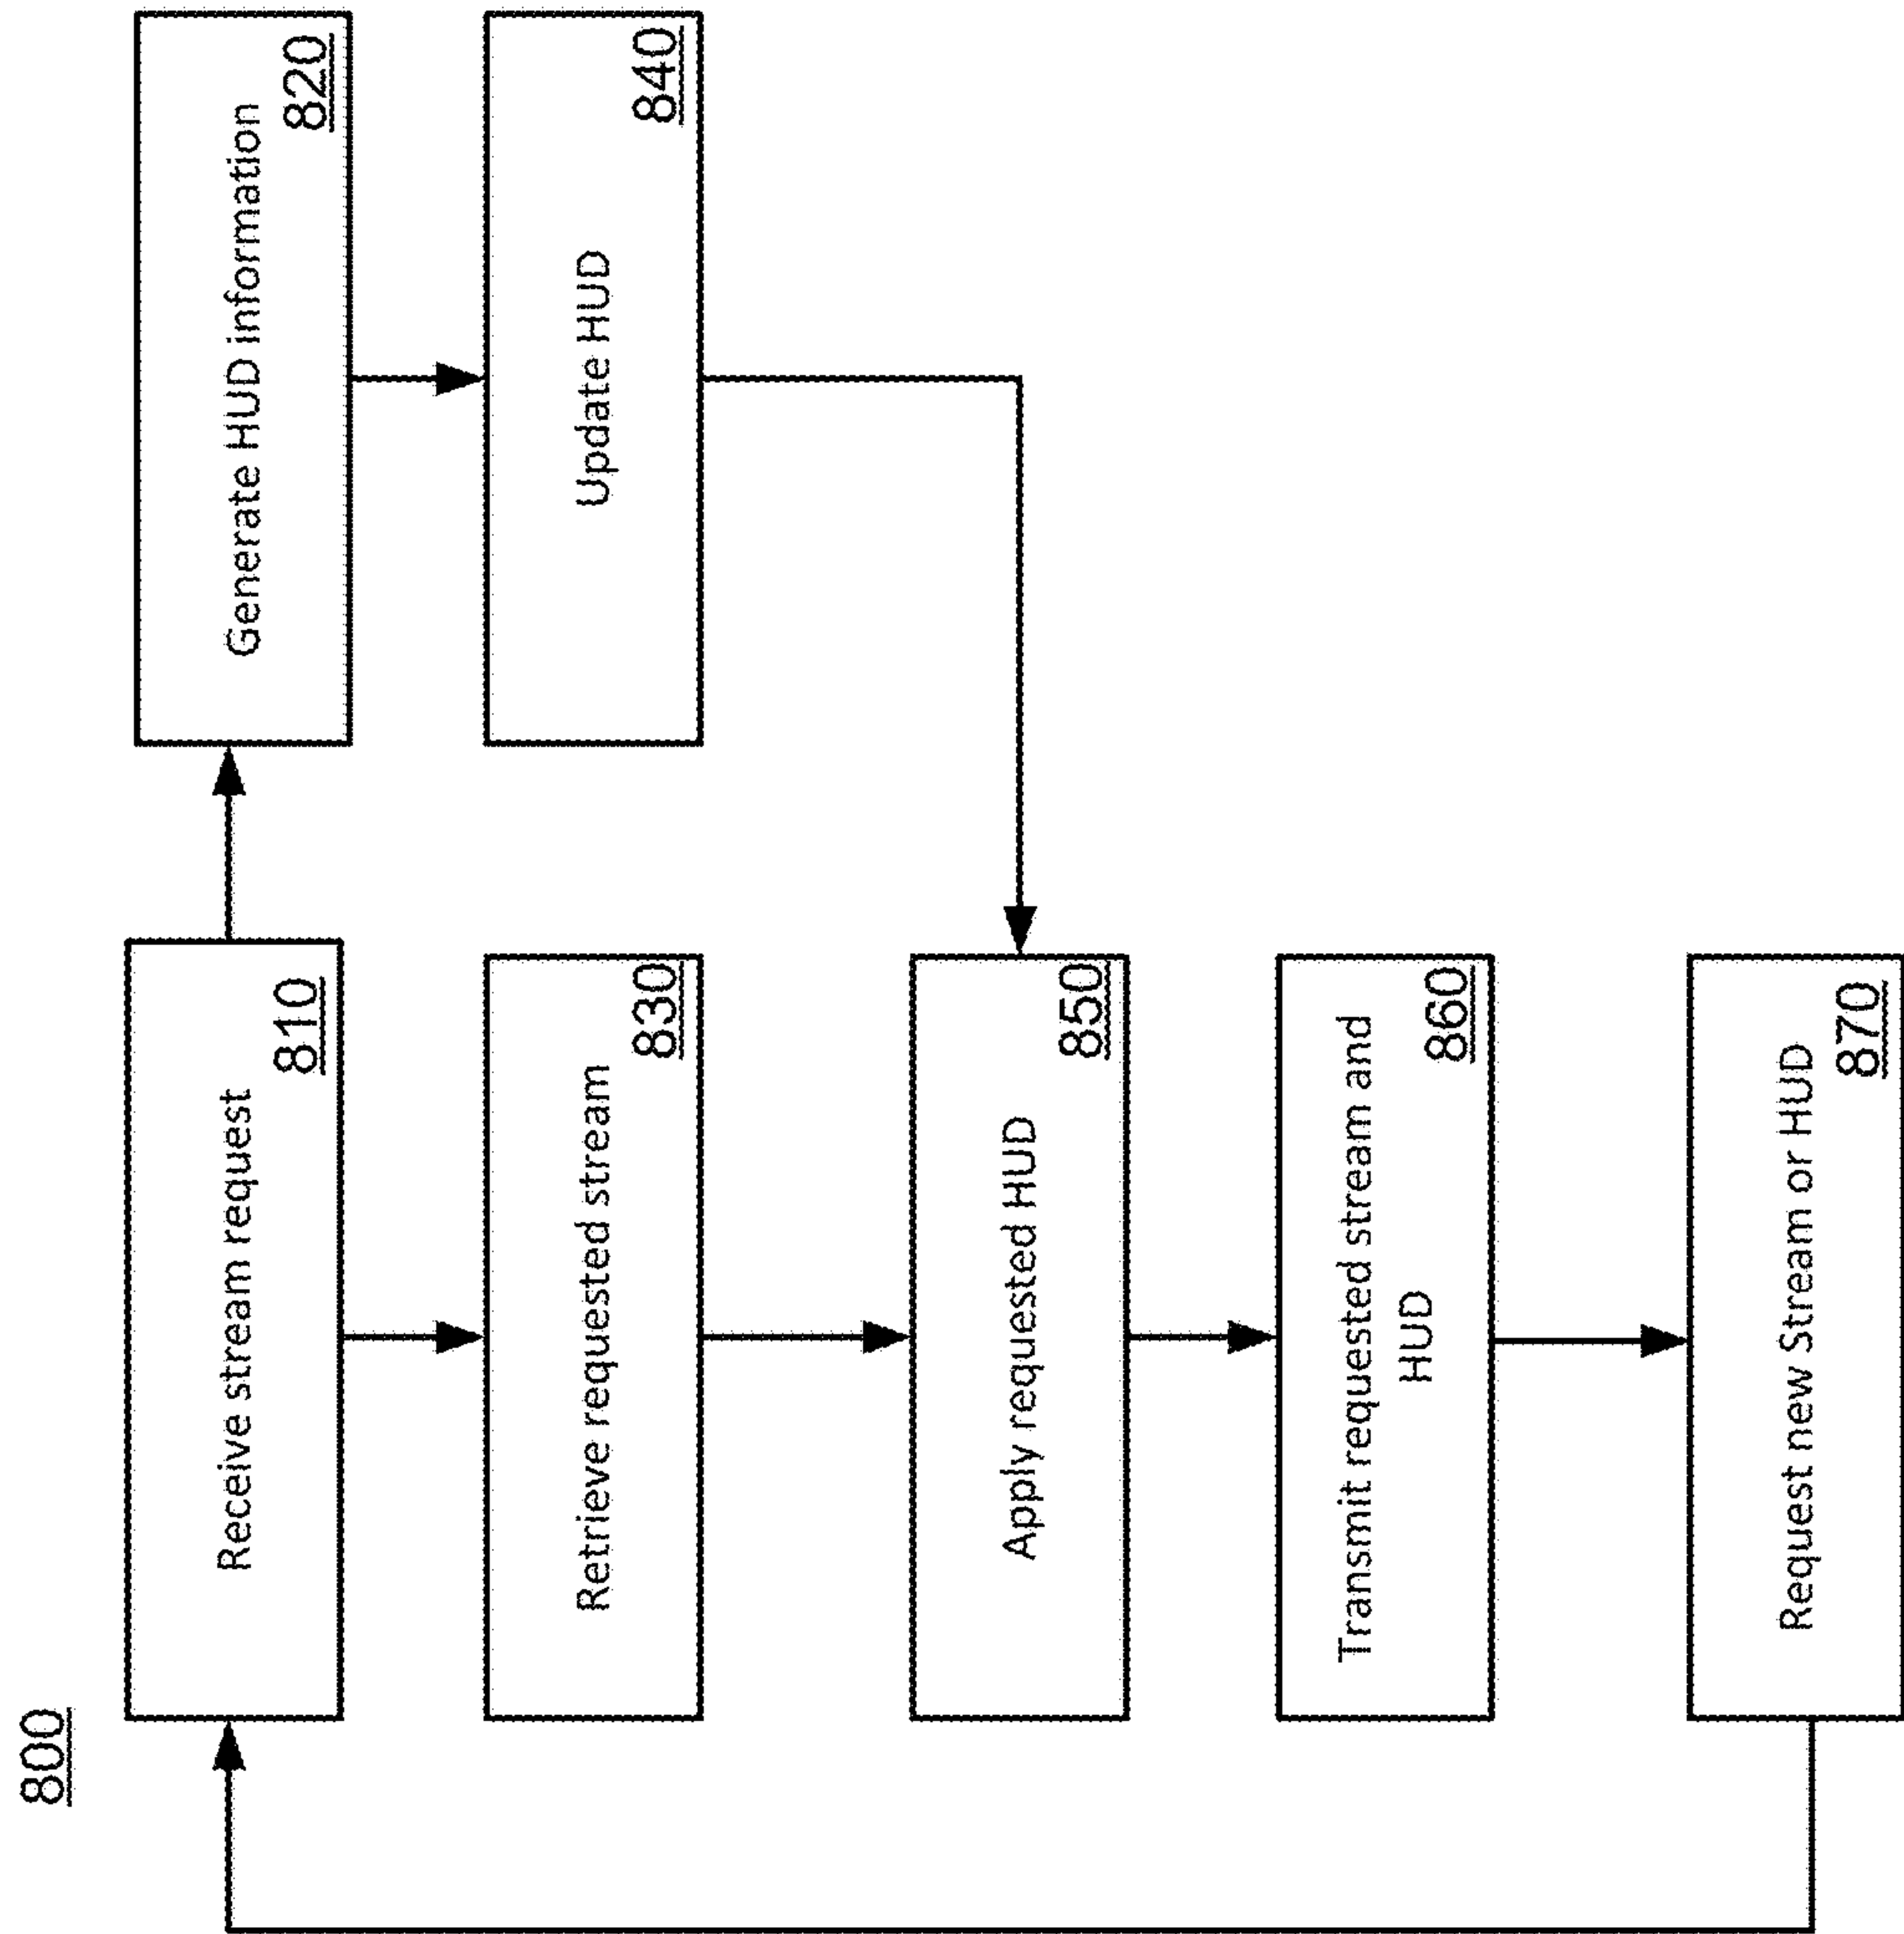 800
Receive stream request
810
Generate HUD information
820
Retrieve requested stream
830
Update HUD
840
Apply requested HUD
850
Transmit requested stream and
HUD
860
Request new Stream or HUD
870